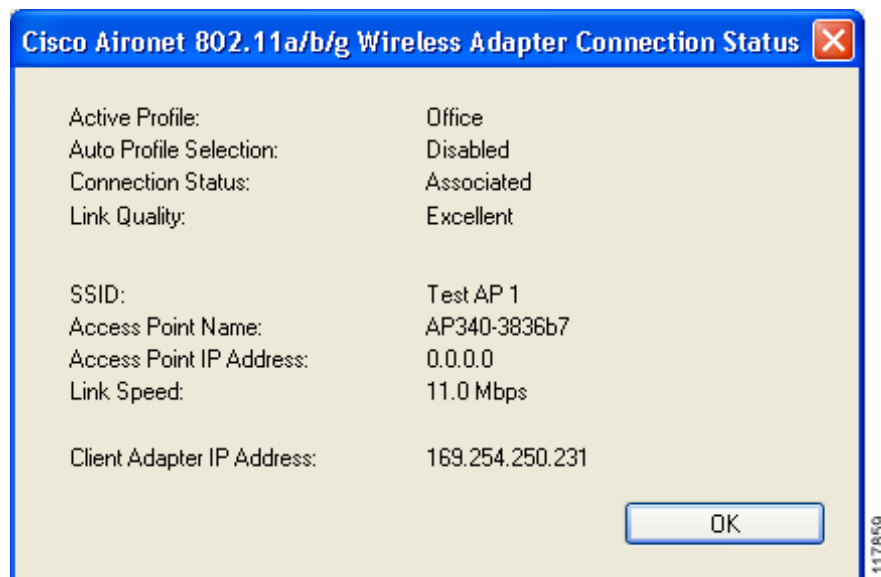 Cisco Aironet 802.11a/b/g Wireless Adapter Connection Status
Active Profile: Office
Auto Profile Selection: Disabled
Connection Status: Associated
Link Quality: Excellent
SSID: Test AP 1
Access Point Name: AP340-3836b7
Access Point IP Address: 0.0.0.0
Link Speed: 11.0 Mbps
Client Adapter IP Address: 169.254.250.231
OK
117859